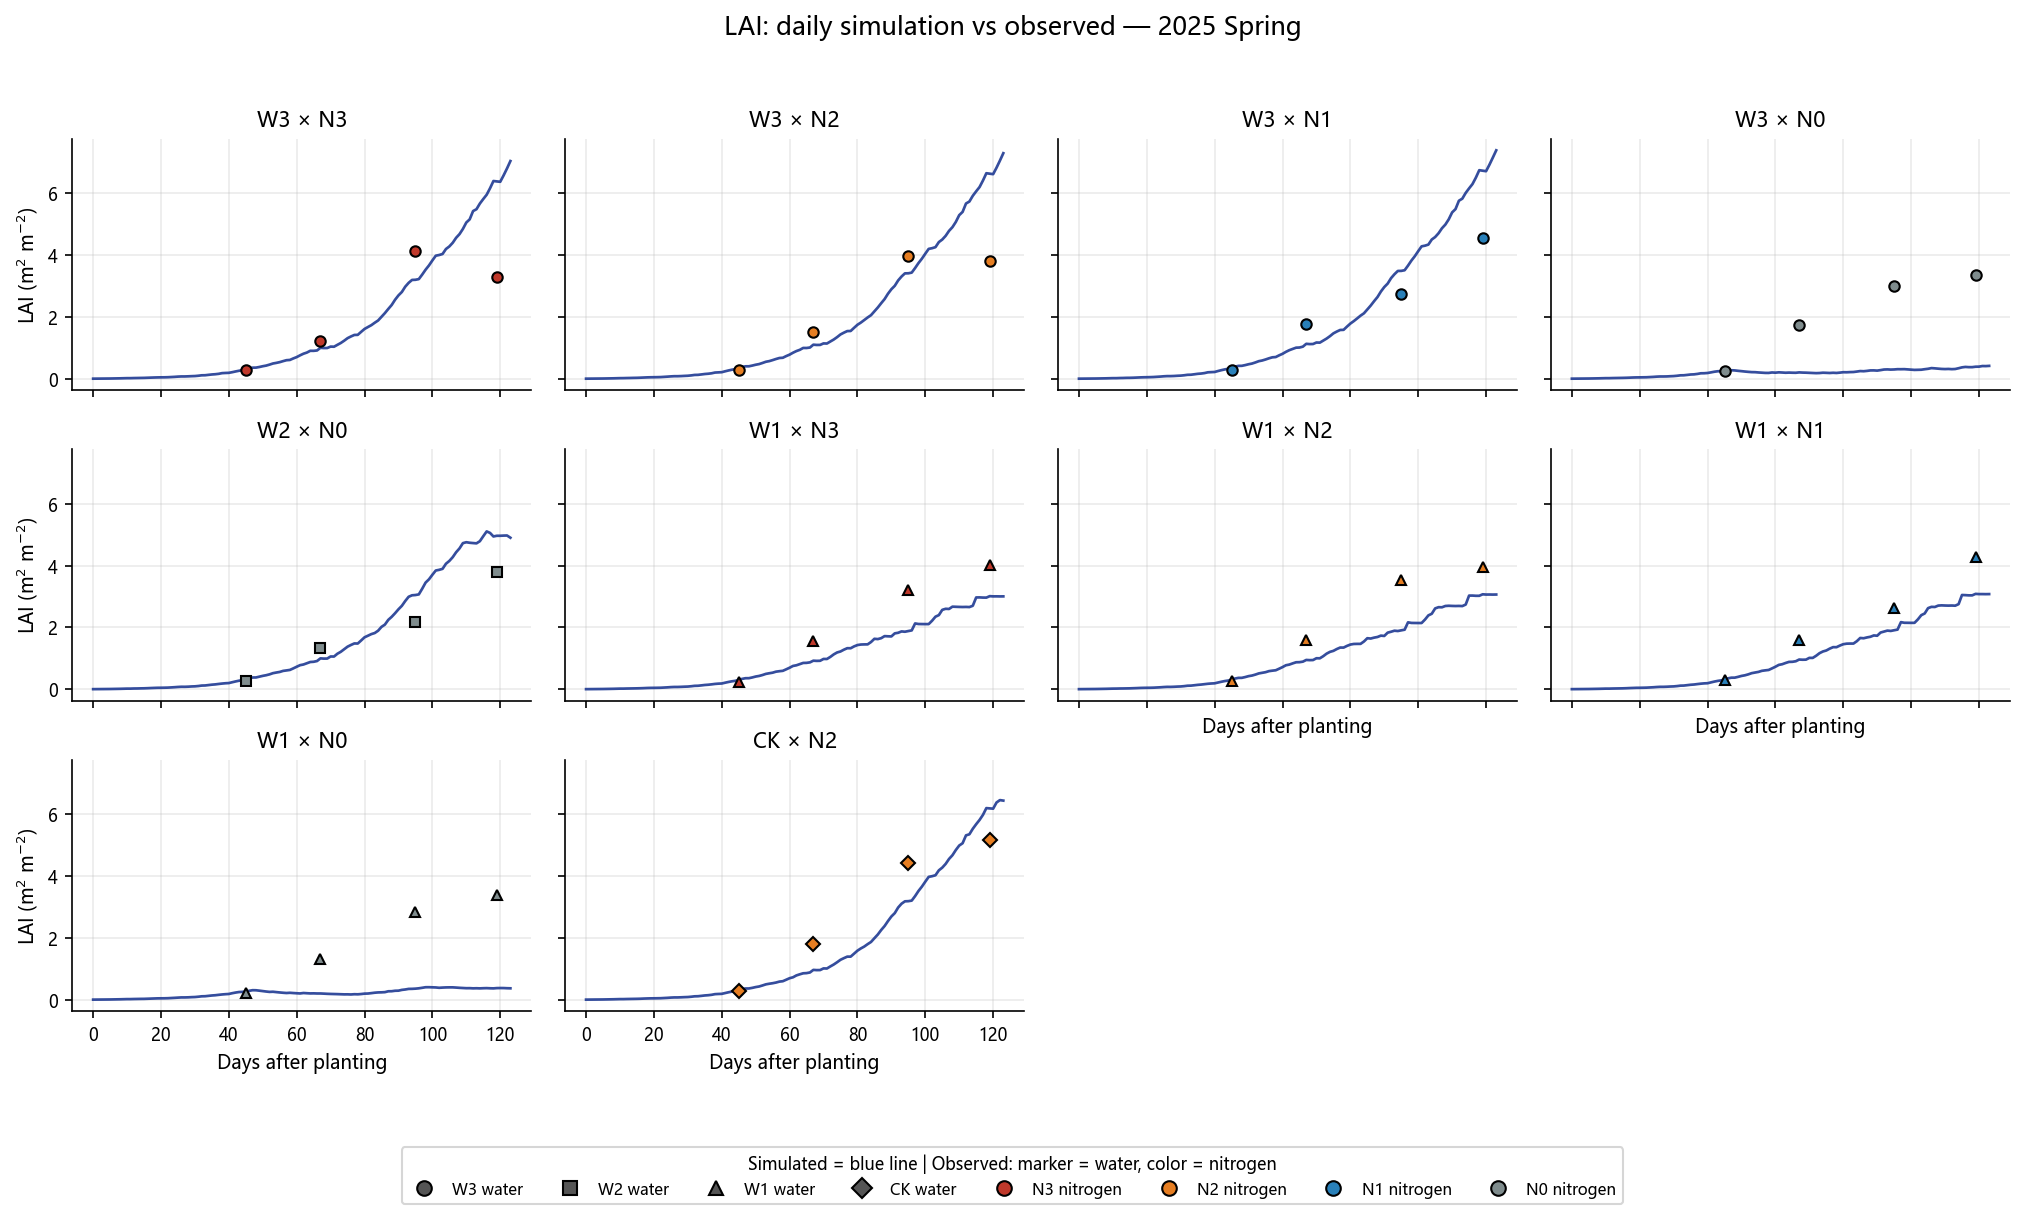 LAI: daily simulation vs observed — 2025 Spring
W3 × N3
W3 × N2
W3 × N1
W3 × N0
LAI (m² m⁻²)
6
4
2
0
W2 × N0
W1 × N3
W1 × N2
W1 × N1
LAI (m² m⁻²)
6
4
2
0
Days after planting
Days after planting
W1 × N0
CK × N2
LAI (m² m⁻²)
6
4
2
0
0 20 40 60 80 100 120
0 20 40 60 80 100 120
Days after planting
Days after planting
Simulated = blue line | Observed: marker = water, color = nitrogen
W3 water W2 water W1 water CK water N3 nitrogen N2 nitrogen N1 nitrogen N0 nitrogen